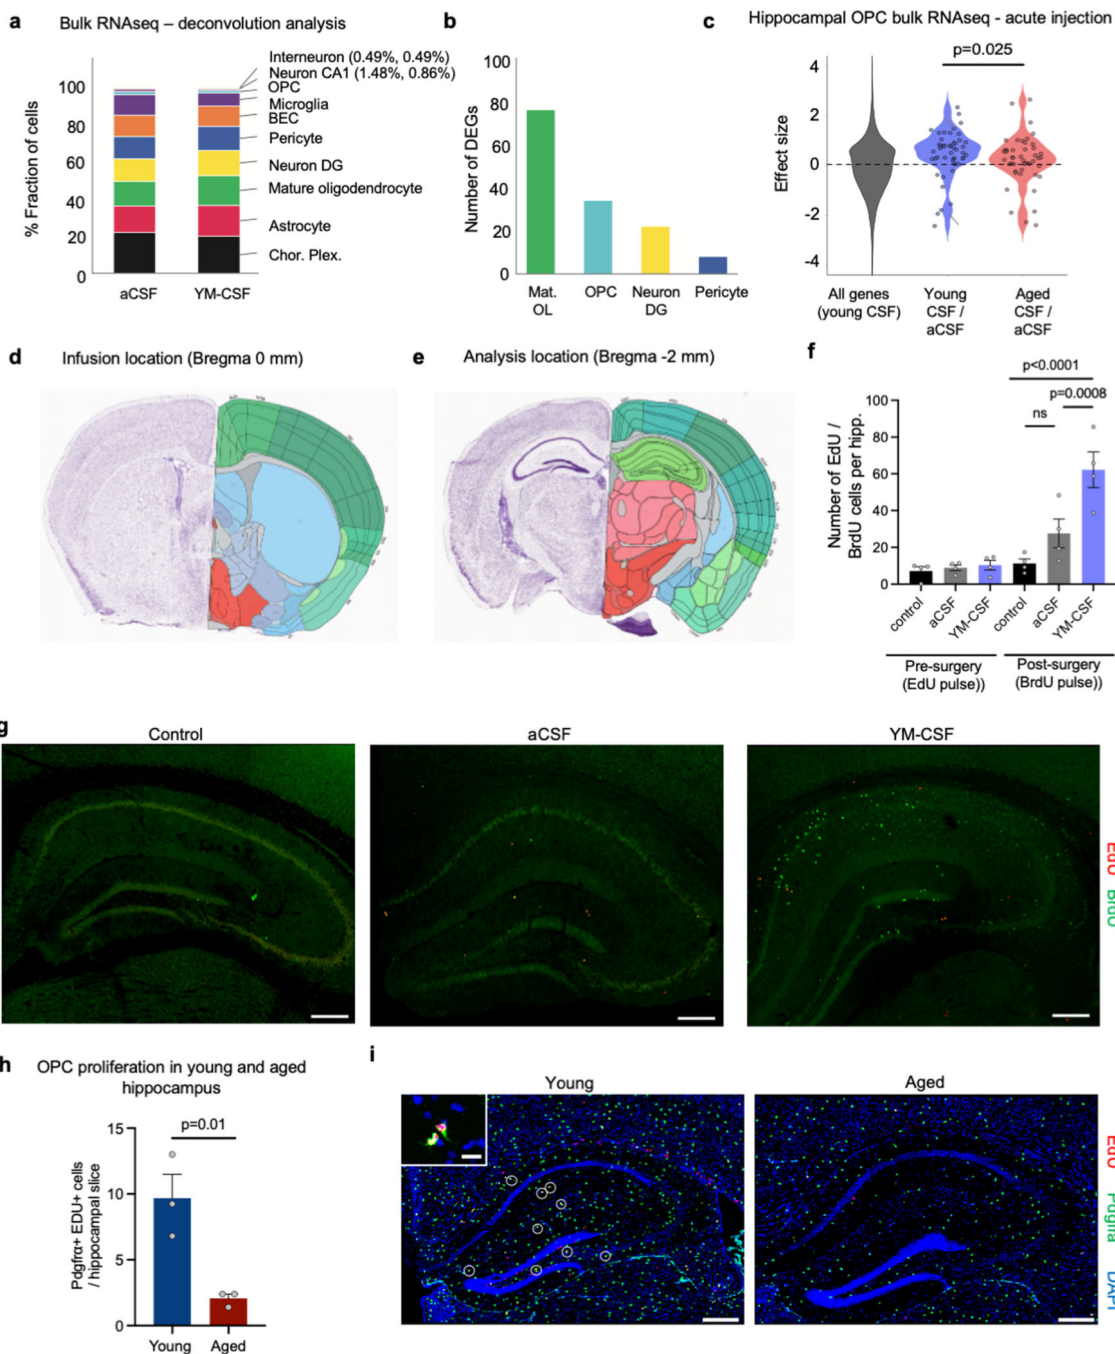 a
Bulk RNAseq – deconvolution analysis
% Fraction of cells
100
80
60
40
20
0
aCSF
YM-CSF
Interneuron (0.49%, 0.49%)
Neuron CA1 (1.48%, 0.86%)
OPC
Microglia
BEC
Pericyte
Neuron DG
Mature oligodendrocyte
Astrocyte
Chor. Plex.
b
Number of DEGs
100
80
60
40
20
0
Mat.
OL
OPC
Neuron
DG
Pericyte
c
Hippocampal OPC bulk RNAseq - acute injection
p=0.025
Effect size
4
2
0
-2
-4
All genes
(young CSF)
Young
CSF /
aCSF
Aged
CSF /
aCSF
d
Infusion location (Bregma 0 mm)
e
Analysis location (Bregma -2 mm)
f
p<0.0001
p=0.0008
ns
Number of EdU /
BrdU cells per hipp.
100
80
60
40
20
0
control
aCSF
YM-CSF
control
aCSF
YM-CSF
Pre-surgery
(EdU pulse))
Post-surgery
(BrdU pulse))
g
Control
aCSF
YM-CSF
EdU BrdU
h
OPC proliferation in young and aged
hippocampus
p=0.01
Pdgfrα+ EDU+ cells
/ hippocampal slice
15
10
5
0
Young
Aged
i
Young
Aged
EdU Pdgfra DAPI